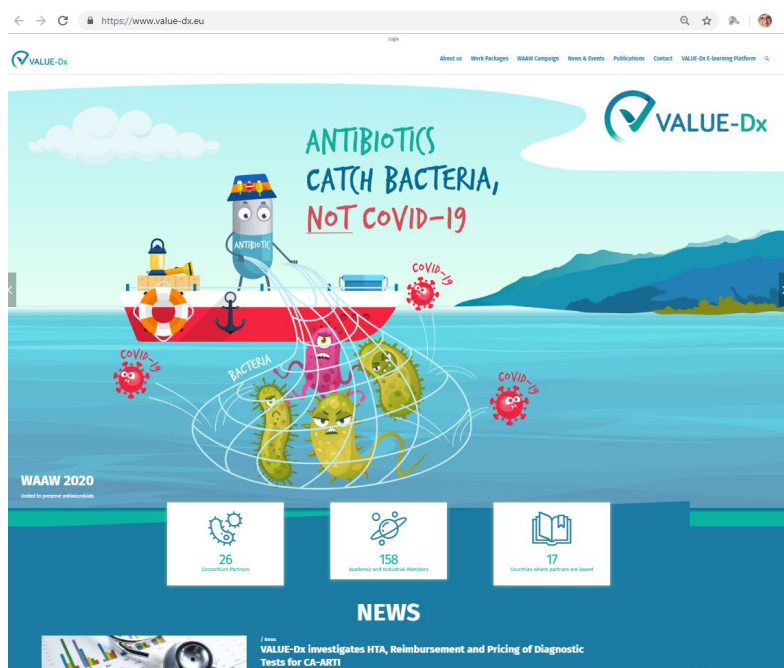 https://www.value-dx.eu
Login
VALUE-Dx
About us Work Packages WAAW Campaign News & Events Publications Contact VALUE-Dx E-learning Platform
VALUE-Dx
ANTIBIOTICS
CATCH BACTERIA,
NOT COVID-19
ANTIBIOTIC
COVID-19
COVID-19
BACTERIA
COVID-19
WAAW 2020
United to preserve antimicrobials
26
Consortium Partners
158
Academic and Industrial Members
17
Countries where partners are based
NEWS
/ News
VALUE-Dx investigates HTA, Reimbursement and Pricing of Diagnostic
Tests for CA-ARTI